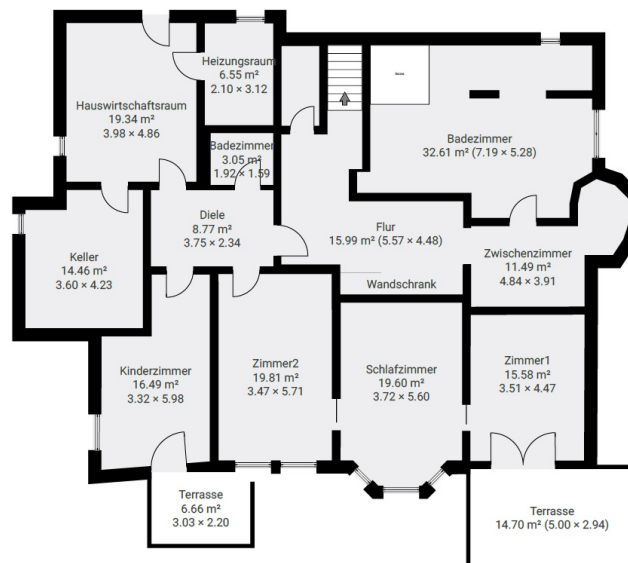 Heizungsraum
6.55 m²
2.10 × 3.12
Hauswirtschaftsraum
19.34 m²
3.98 × 4.86
Badezimmer
32.61 m² (7.19 × 5.28)
Badezimmer
3.05 m²
1.92 × 1.59
Diele
8.77 m²
3.75 × 2.34
Flur
15.99 m² (5.57 × 4.48)
Keller
14.46 m²
3.60 × 4.23
Zwischenzimmer
11.49 m²
4.84 × 3.91
Wandschrank
Kinderzimmer
16.49 m²
3.32 × 5.98
Zimmer2
19.81 m²
3.47 × 5.71
Schlafzimmer
19.60 m²
3.72 × 5.60
Zimmer1
15.58 m²
3.51 × 4.47
Terrasse
6.66 m²
3.03 × 2.20
Terrasse
14.70 m² (5.00 × 2.94)